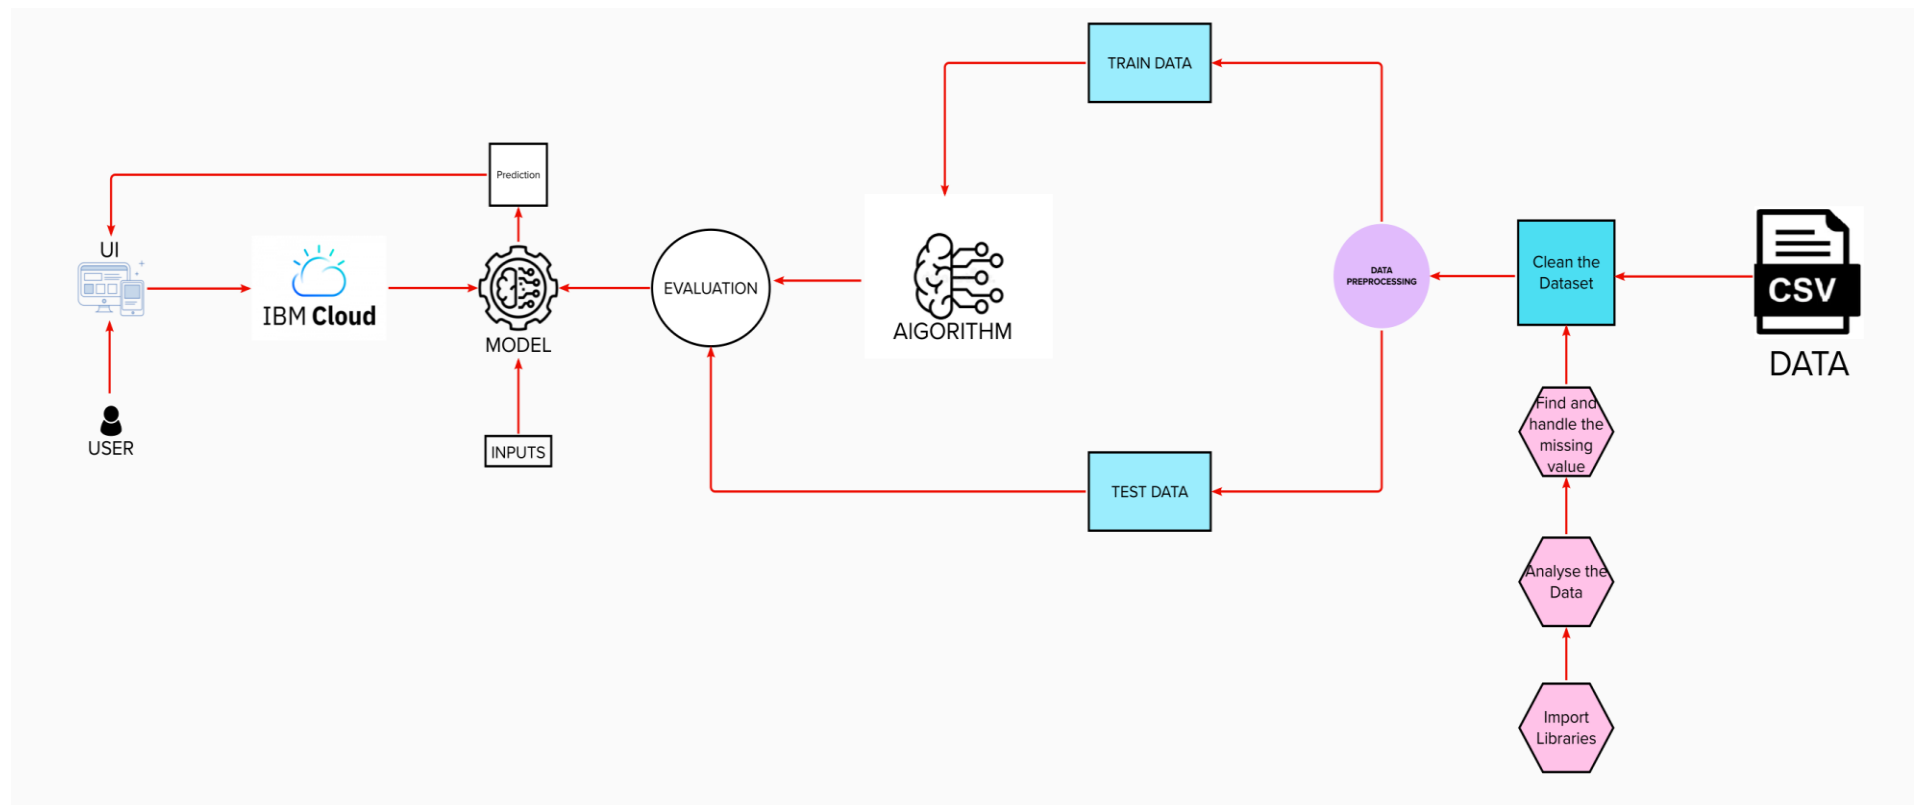 TRAIN DATA
Prediction
UI
IBM Cloud
MODEL
EVALUATION
AIGORITHM
DATA
PREPROCESSING
Clean the
Dataset
CSV
DATA
USER
INPUTS
Find and
handle the
missing
value
TEST DATA
Analyse the
Data
Import
Libraries